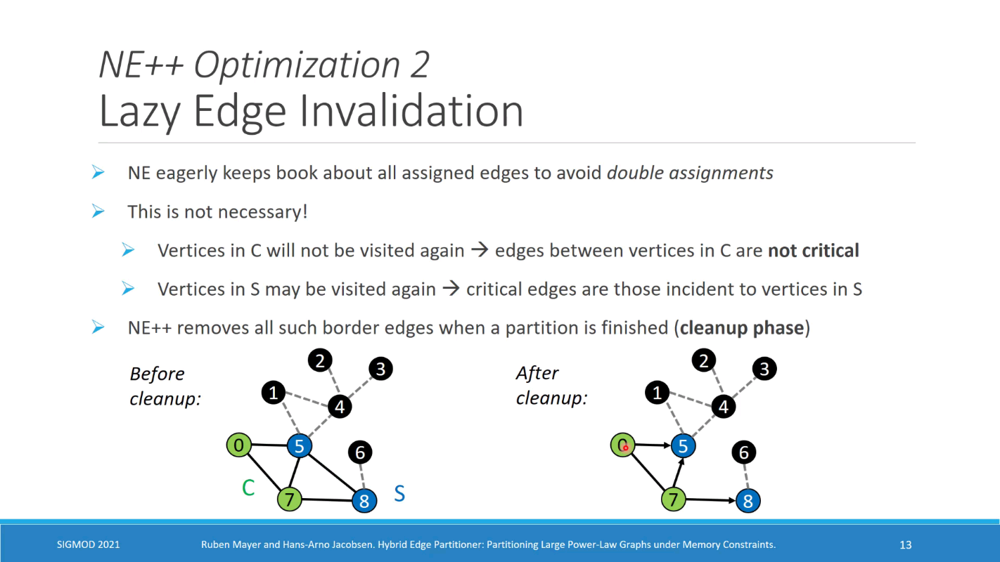 NE++ Optimization 2
Lazy Edge Invalidation
NE eagerly keeps book about all assigned edges to avoid double assignments
This is not necessary!
Vertices in C will not be visited again → edges between vertices in C are not critical
Vertices in S may be visited again → critical edges are those incident to vertices in S
NE++ removes all such border edges when a partition is finished (cleanup phase)
Before
cleanup:
2
3
1
4
0
5
6
C
7
8
S
After
cleanup:
2
3
1
4
0
5
6
7
8
SIGMOD 2021
Ruben Mayer and Hans-Arno Jacobsen. Hybrid Edge Partitioner: Partitioning Large Power-Law Graphs under Memory Constraints.
13